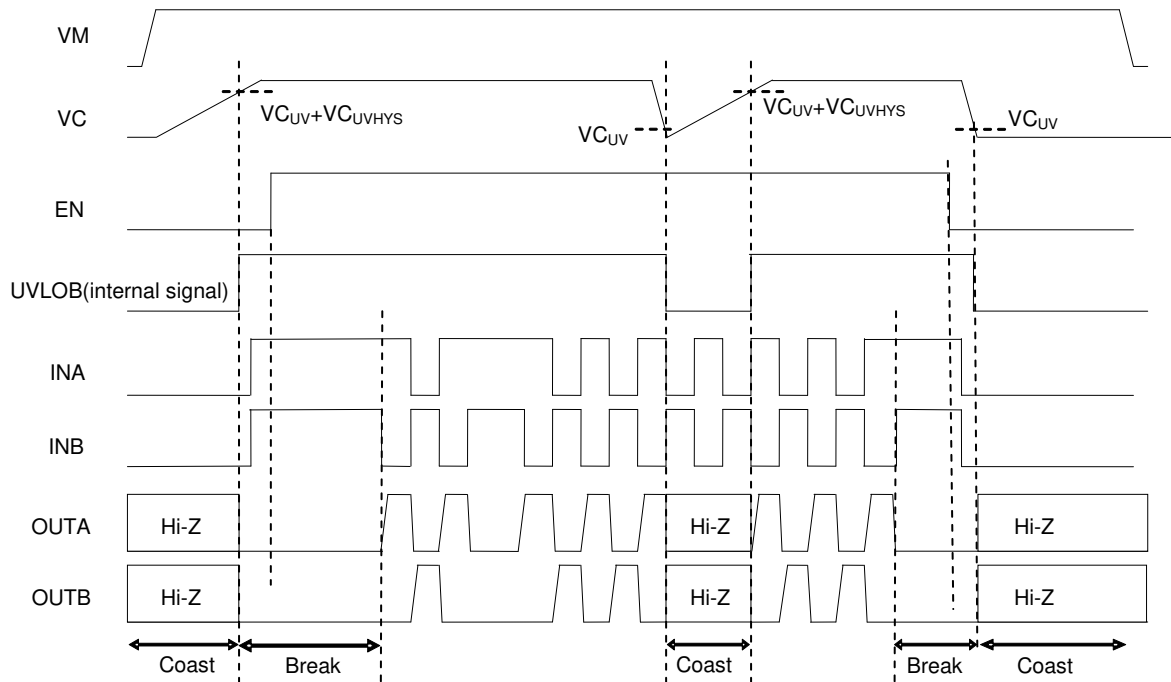 VM
VC
VCUV+VCUVHYS
VCUV
VCUV+VCUVHYS
VCUV
EN
UVLOB(internal signal)
INA
INB
OUTA
Hi-Z
Hi-Z
Hi-Z
OUTB
Hi-Z
Hi-Z
Hi-Z
Coast
Break
Coast
Break
Coast